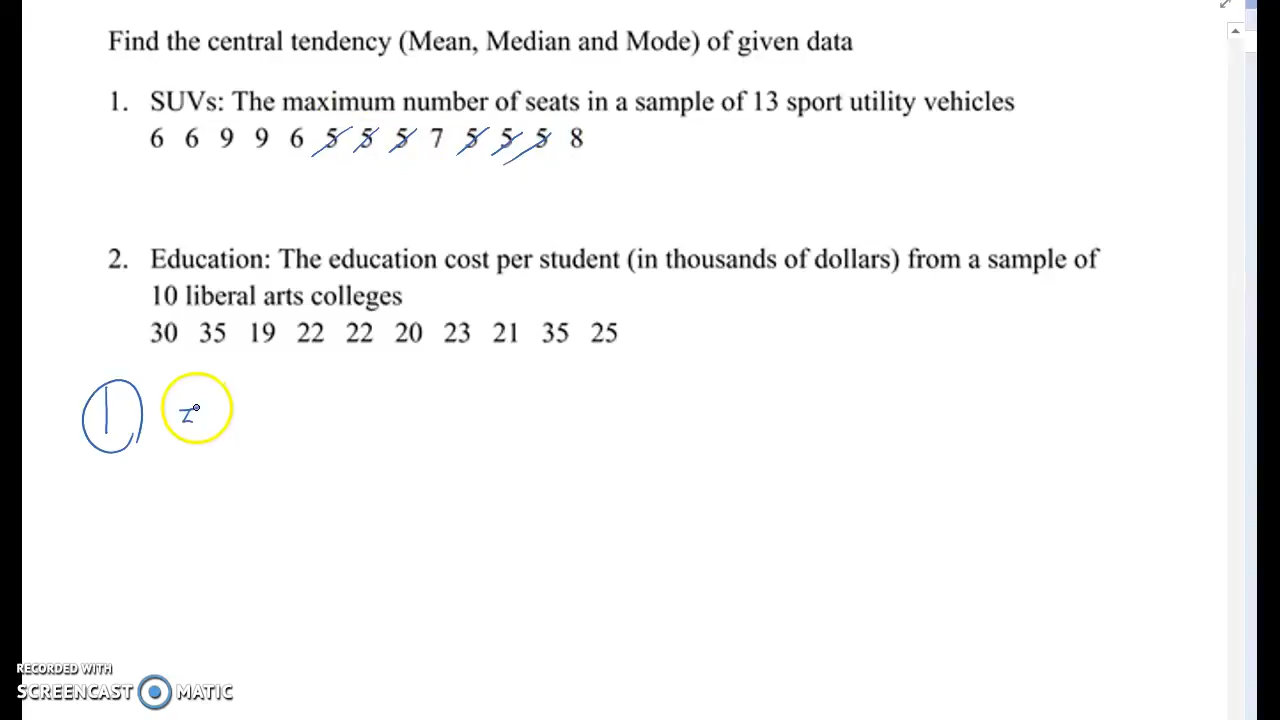 Find the central tendency (Mean, Median and Mode) of given data
1. SUVs: The maximum number of seats in a sample of 13 sport utility vehicles
6 6 9 9 6 5 5 5 7 5 5 5 8
2. Education: The education cost per student (in thousands of dollars) from a sample of
10 liberal arts colleges
30 35 19 22 22 20 23 21 35 25
1
RECORDED WITH
SCREENCAST MATIC